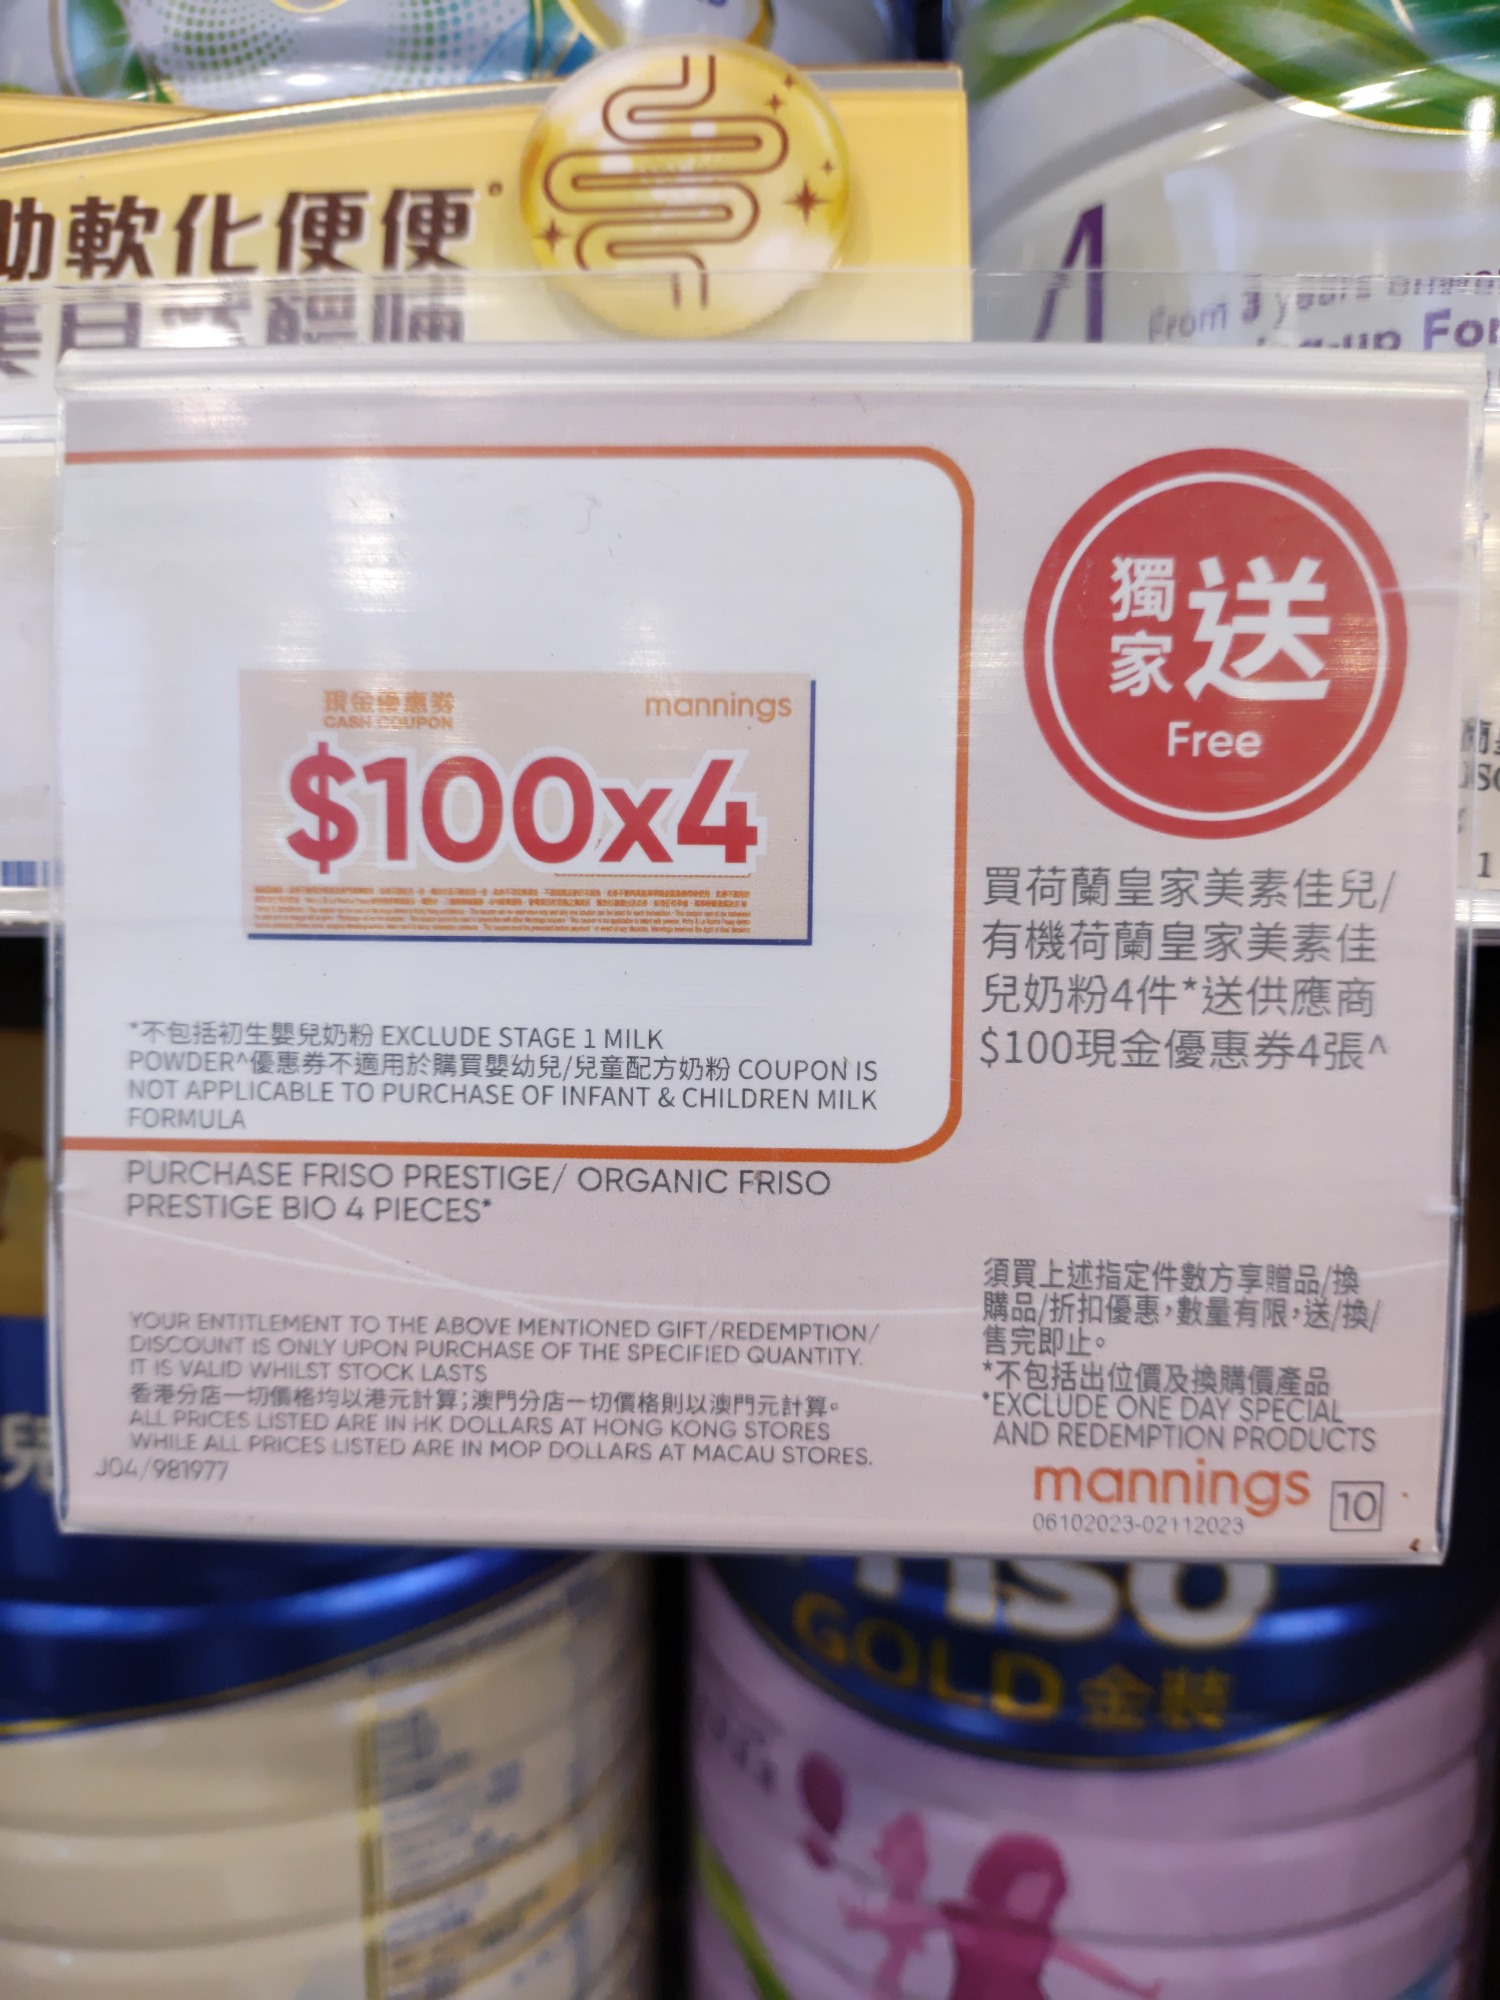 助軟化便便
4
From 3 years onwards
Friso
獨家送
Free
現金優惠券
CASH COUPON
mannings
$100x4
買荷蘭皇家美素佳兒/
有機荷蘭皇家美素佳
兒奶粉4件*送供應商
$100現金優惠券4張^
*不包括初生嬰兒奶粉 EXCLUDE STAGE 1 MILK
POWDER^優惠券不適用於購買嬰幼兒/兒童配方奶粉 COUPON IS
NOT APPLICABLE TO PURCHASE OF INFANT & CHILDREN MILK
FORMULA
PURCHASE FRISO PRESTIGE/ ORGANIC FRISO
PRESTIGE BIO 4 PIECES*
YOUR ENTITLEMENT TO THE ABOVE MENTIONED GIFT/REDEMPTION/
DISCOUNT IS ONLY UPON PURCHASE OF THE SPECIFIED QUANTITY.
IT IS VALID WHILST STOCK LASTS
香港分店一切價格均以港元計算;澳門分店一切價格則以澳門元計算。
ALL PRICES LISTED ARE IN HK DOLLARS AT HONG KONG STORES
WHILE ALL PRICES LISTED ARE IN MOP DOLLARS AT MACAU STORES.
J04/981977
須買上述指定件數方享贈品/換
購品/折扣優惠,數量有限,送/換/
售完即止。
*不包括出位價及換購價產品
*EXCLUDE ONE DAY SPECIAL
AND REDEMPTION PRODUCTS
mannings
06102023-02112023
10
GOLD 金裝